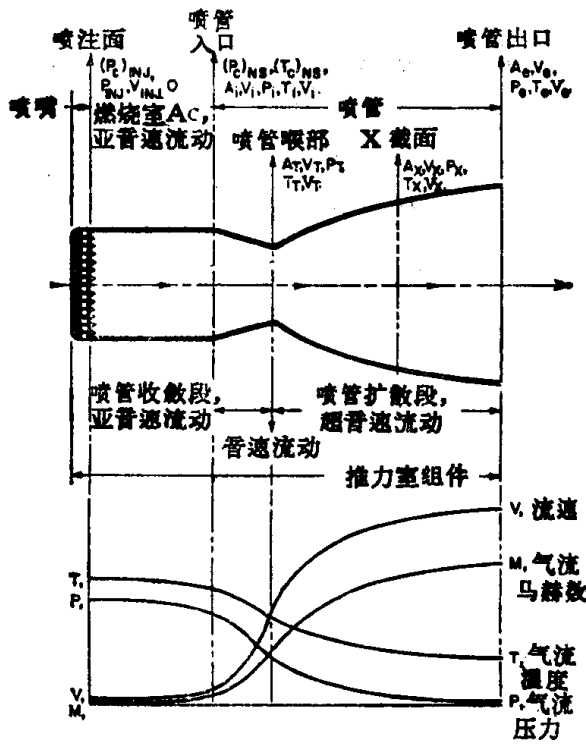 喷注面
喷管
入口
喷管出口
(Pc)INJ,
PINJ,VINJ,≥O
(Pc)NS,(Tc)NS,
Ai,Vi,Pi,Ti,Vi.
Ae,Ve,
Pe,Te,Ve
喷嘴
燃烧室Ac,
亚音速流动
喷管
喷管喉部
X 截面
AT,VT,PT,
TT,VT.
AX,VX,PX,
TX,VX.
喷管收敛段,
亚音速流动
喷管扩散段,
超音速流动
音速流动
推力室组件
V, 流速
M, 气流
马赫数
T,
P,
T, 气流
温度
V,
M,
P, 气流
压力